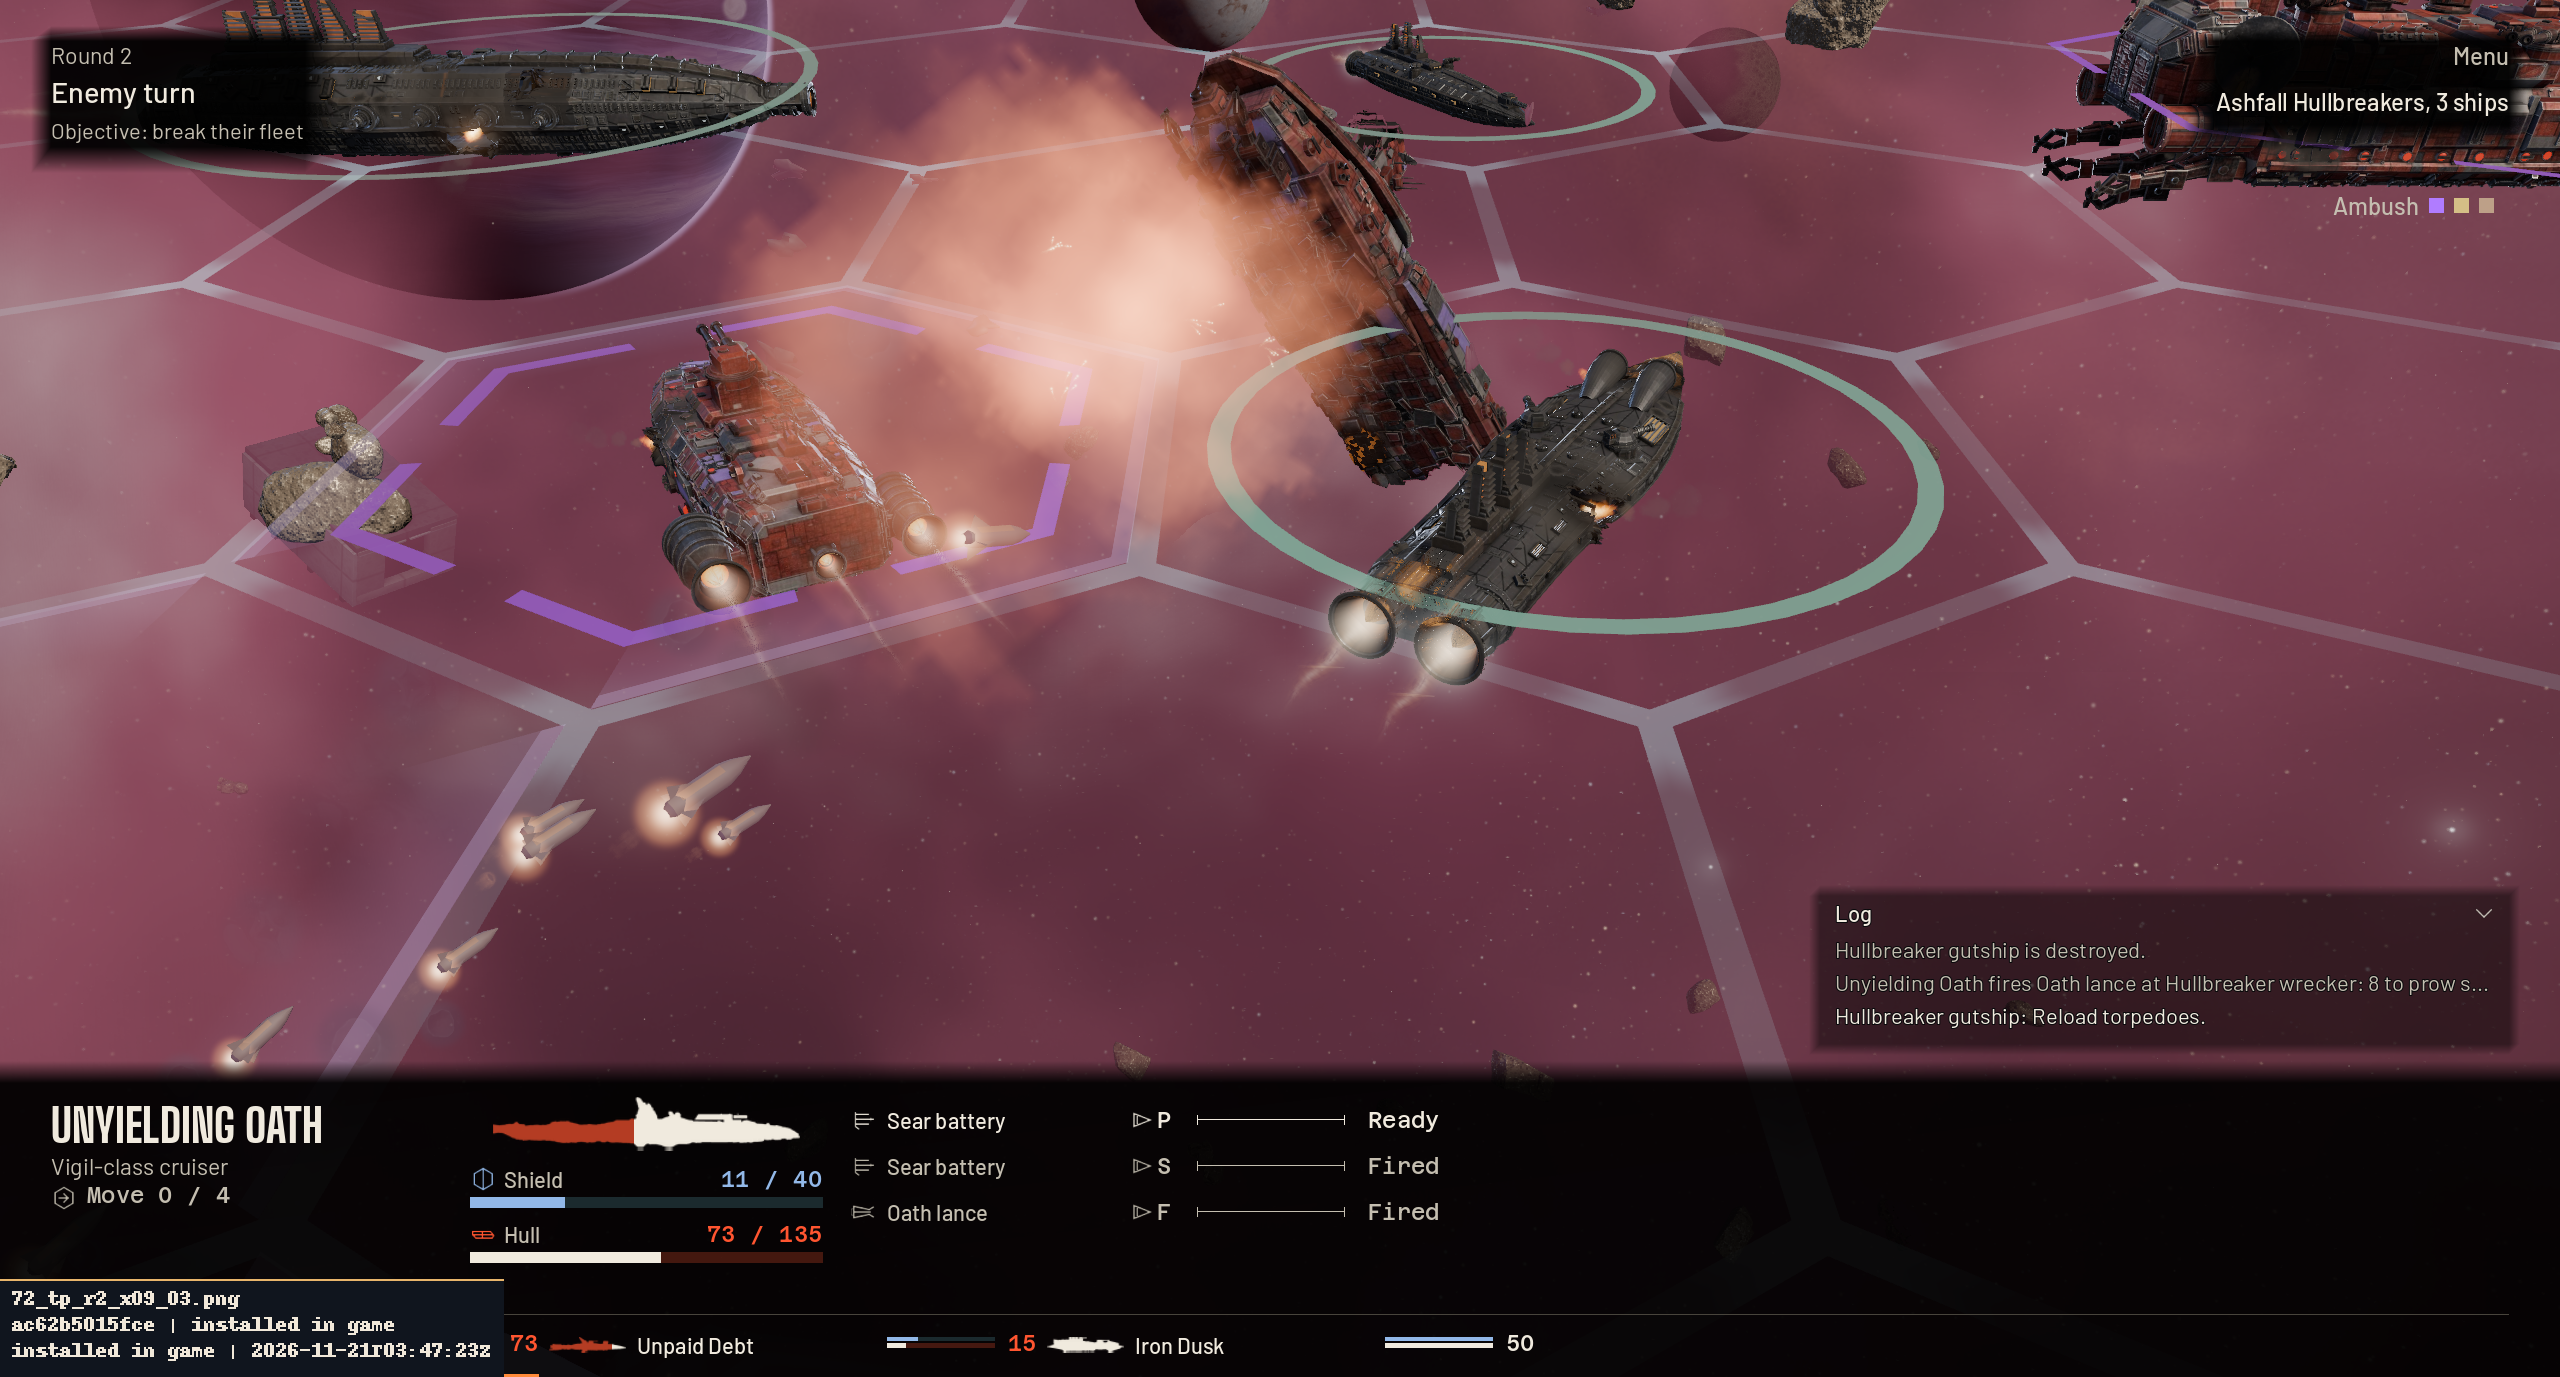 Round 2
Enemy turn
Objective: break their fleet
Menu
Ashfall Hullbreakers, 3 ships
Ambush
Log
Hullbreaker gutship is destroyed.
Unyielding Oath fires Oath lance at Hullbreaker wrecker: 8 to prow s...
Hullbreaker gutship: Reload torpedoes.
UNYIELDING OATH
Vigil-class cruiser
Move 0 / 4
Shield 11 / 40
Hull 73 / 135
Sear battery P Ready
Sear battery S Fired
Oath lance F Fired
72_tp_r2_x09_03.png
ac62b5015fce | installed in game
installed in game | 2026-11-21T03:47:23Z
73 Unpaid Debt 15 Iron Dusk 50